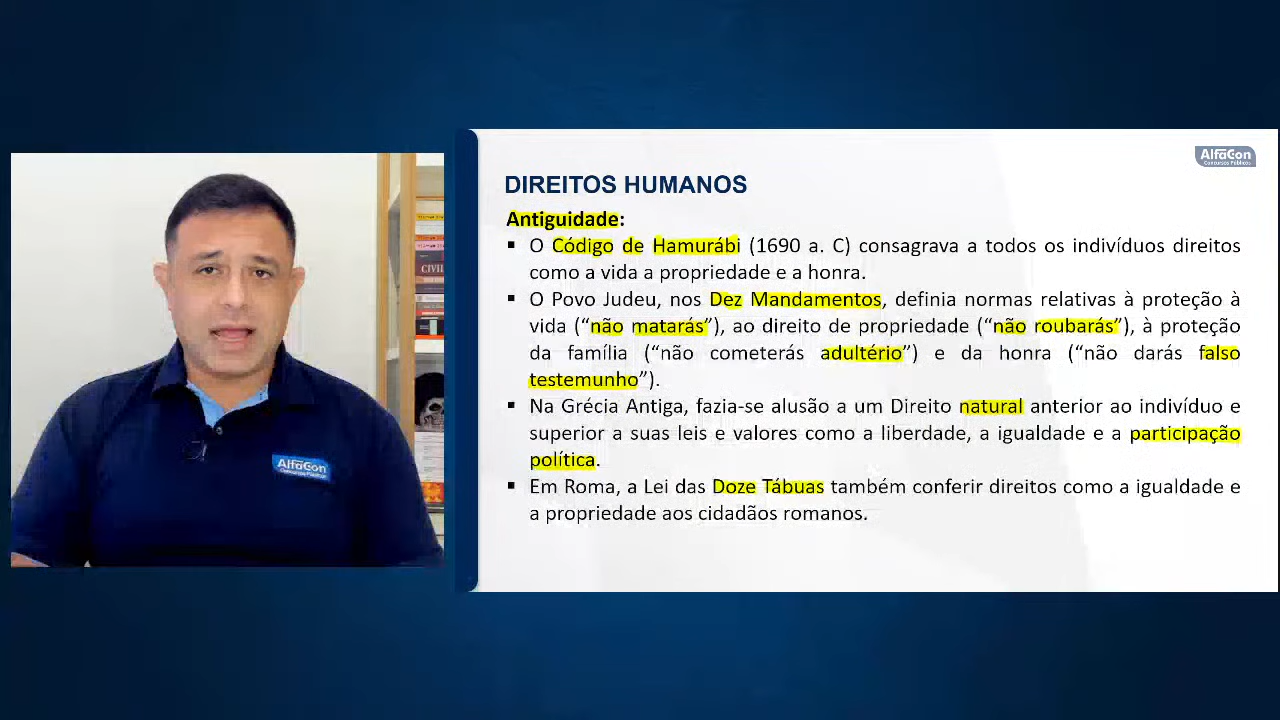 AlfaCon
Concursos Públicos
DIREITOS HUMANOS
Antiguidade:
▪ O Código de Hamurábi (1690 a. C) consagrava a todos os indivíduos direitos
como a vida a propriedade e a honra.
▪ O Povo Judeu, nos Dez Mandamentos, definia normas relativas à proteção à
vida (“não matarás”), ao direito de propriedade (“não roubarás”), à proteção
da família (“não cometerás adultério”) e da honra (“não darás falso
testemunho”).
▪ Na Grécia Antiga, fazia-se alusão a um Direito natural anterior ao indivíduo e
superior a suas leis e valores como a liberdade, a igualdade e a participação
política.
▪ Em Roma, a Lei das Doze Tábuas também conferir direitos como a igualdade e
a propriedade aos cidadãos romanos.
AlfaCon
Concursos Públicos
CIVIL